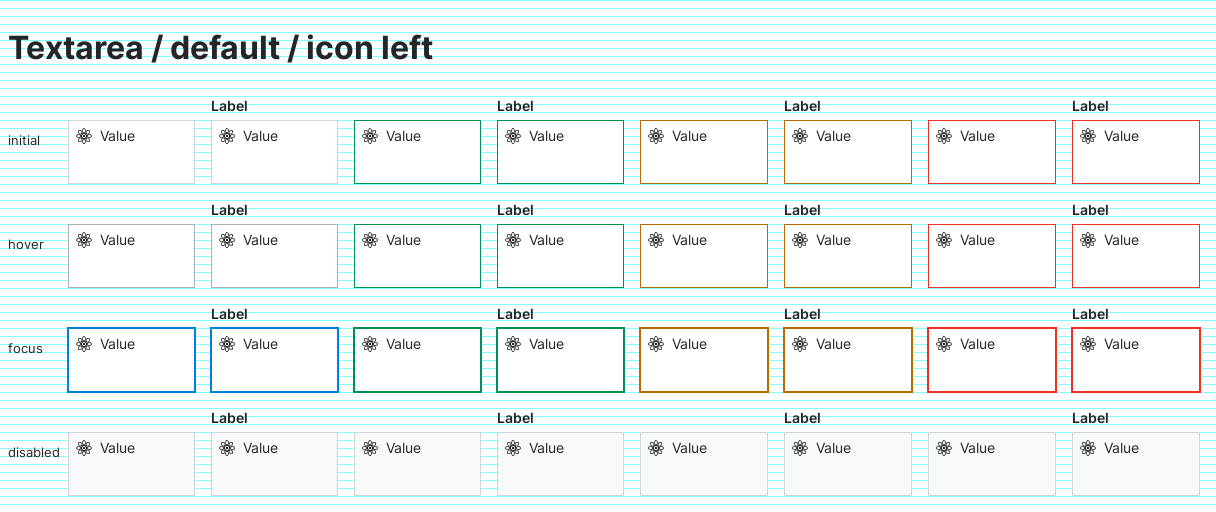 Textarea / default / icon left
Label Label Label Label
initial Value Value Value Value Value Value Value Value
Label Label Label Label
hover Value Value Value Value Value Value Value Value
Label Label Label Label
focus Value Value Value Value Value Value Value Value
Label Label Label Label
disabled Value Value Value Value Value Value Value Value